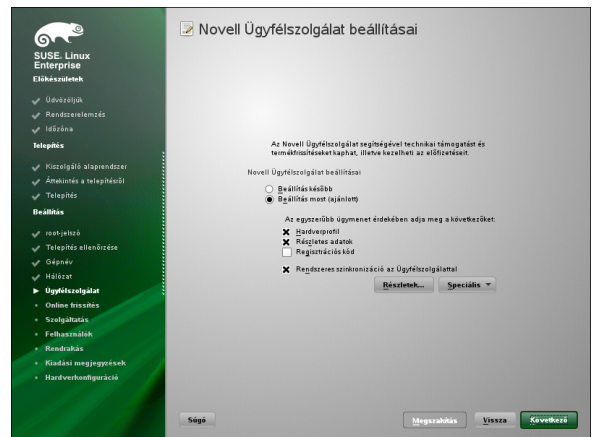 SUSE. Linux
Enterprise
Előkészületek
Üdvözöljük
Rendszerelemzés
Időzóna
Telepítés
Kiszolgáló alaprendszer
Áttekintés a telepítésről
Telepítés
Beállítás
root-jelszó
Telepítés ellenőrzése
Gépnév
Hálózat
Ügyfélszolgálat
Online frissítés
Szolgáltatás
Felhasználók
Rendrakás
Kiadási megjegyzések
Hardverkonfiguráció
Novell Ügyfélszolgálat beállításai
Az Novell Ügyfélszolgálat segítségével technikai támogatást és
termékfrissítéseket kaphat, illetve kezelheti az előfizetéseit.
Novell Ügyfélszolgálat beállításai
Beállítás később
Beállítás most (ajánlott)
Az egyszerűbb ügymenet érdekében adja meg a következőket:
Hardverprofil
Részletes adatok
Regisztrációs kód
Rendszeres szinkronizáció az Ügyfélszolgálattal
Részletek... Speciális
Súgó Megszakítás Vissza Következő